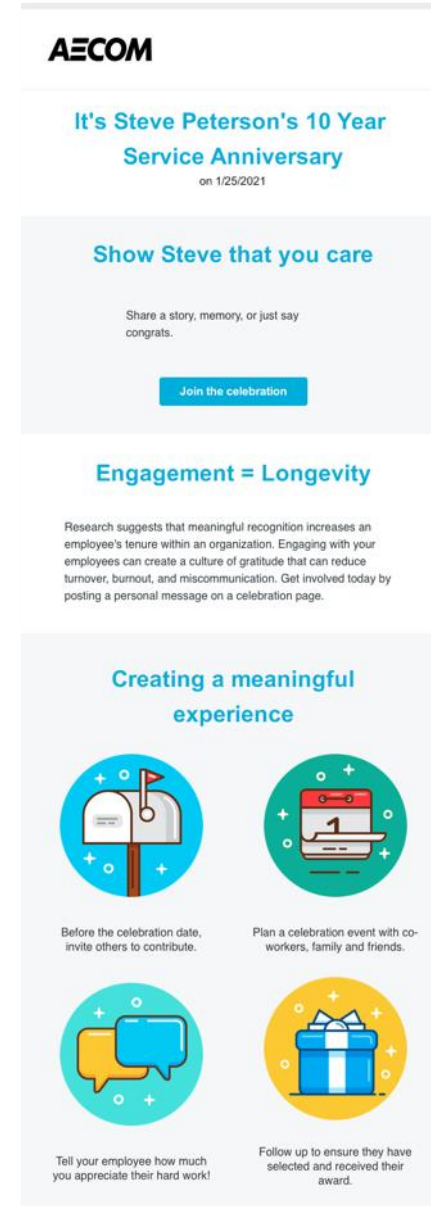 AECOM
It's Steve Peterson's 10 Year
Service Anniversary
on 1/25/2021
Show Steve that you care
Share a story, memory, or just say
congrats.
Join the celebration
Engagement = Longevity
Research suggests that meaningful recognition increases an
employee's tenure within an organization. Engaging with your
employees can create a culture of gratitude that can reduce
turnover, burnout, and miscommunication. Get involved today by
posting a personal message on a celebration page.
Creating a meaningful
experience
1
Before the celebration date,
invite others to contribute.
Plan a celebration event with co-
workers, family and friends.
Tell your employee how much
you appreciate their hard work!
Follow up to ensure they have
selected and received their
award.